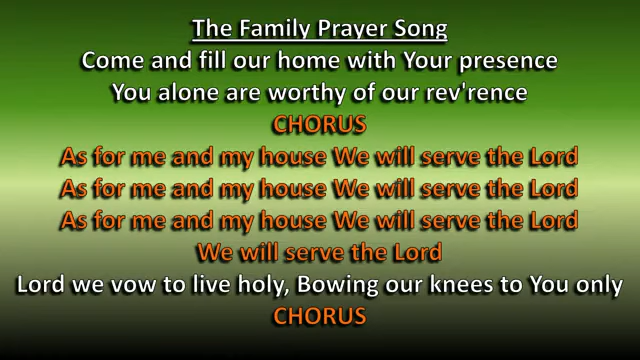 The Family Prayer Song
Come and fill our home with Your presence
You alone are worthy of our rev'rence
CHORUS
As for me and my house We will serve the Lord
As for me and my house We will serve the Lord
As for me and my house We will serve the Lord
We will serve the Lord
Lord we vow to live holy, Bowing our knees to You only
CHORUS